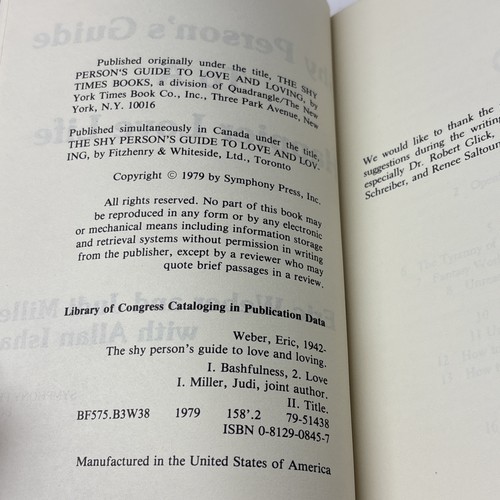 Published originally under the title, THE SHY
PERSON'S GUIDE TO LOVE AND LOVING, by
TIMES BOOKS, a division of Quadrangle/The New
York Times Book Co., Inc., Three Park Avenue, New
York, N.Y. 10016
Published simultaneously in Canada under the title,
THE SHY PERSON'S GUIDE TO LOVE AND LOV-
ING, by Fitzhenry & Whiteside, Ltd., Toronto
Copyright © 1979 by Symphony Press, Inc.
All rights reserved. No part of this book may
be reproduced in any form or by any electronic
or mechanical means including information storage
and retrieval systems without permission in writing
from the publisher, except by a reviewer who may
quote brief passages in a review.
Library of Congress Cataloging in Publication Data
Weber, Eric, 1942-
The shy person's guide to love and loving.
I. Bashfulness, 2. Love
I. Miller, Judi, joint author.
II. Title.
BF575.B3W38 1979 158'.2 79-51438
ISBN 0-8129-0845-7
Manufactured in the United States of America
We would like to thank the
suggestions during the writing
especially Dr. Robert Glick,
Schreiber, and Renee Saltoun